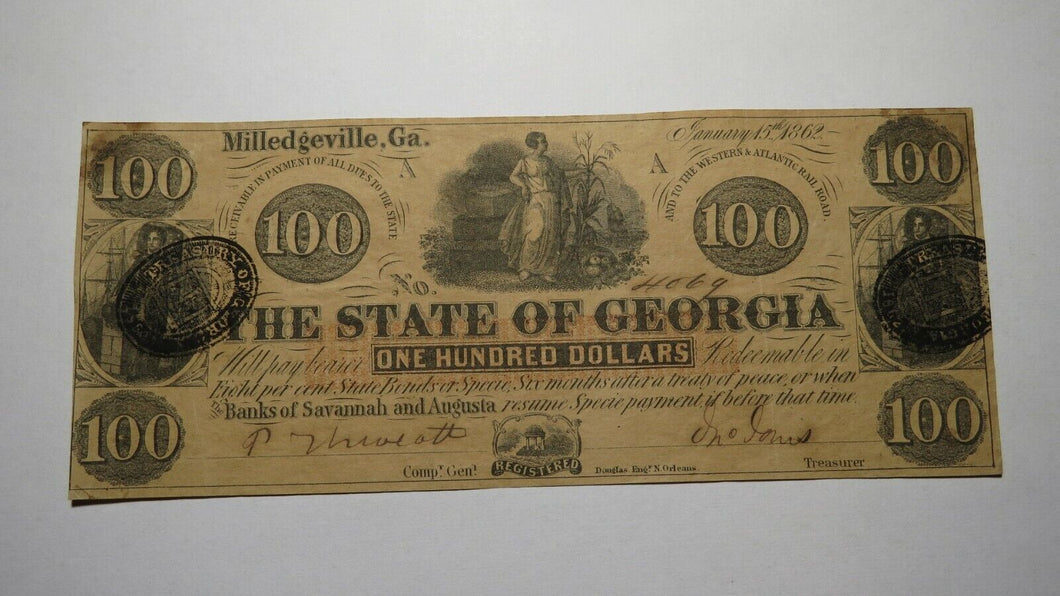 100 Milledgeville, Ga. A A January 15th 1862 100
RECEIVABLE IN PAYMENT OF ALL DUES TO THE STATE
AND TO THE WESTERN & ATLANTIC RAIL ROAD
100 100
No. 4069
TREASURY OF
THE STATE OF GEORGIA
Will pay bearer ONE HUNDRED DOLLARS Redeemable in
Eight per cent. State Bonds or Specie, Six months after a treaty of peace, or when
THE Banks of Savannah and Augusta resume Specie payment, if before that time.
100 100
Jno Jones
REGISTERED
Compr. Genl. Douglas Engr. N. Orleans. Treasurer